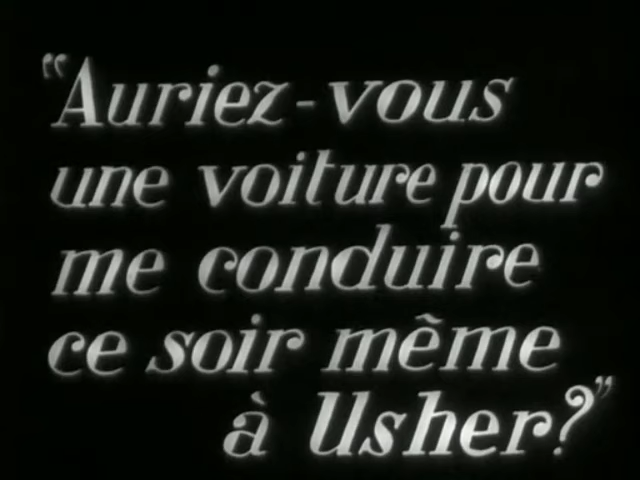 "Auriez-vous
une voiture pour
me conduire
ce soir même
à Usher?"